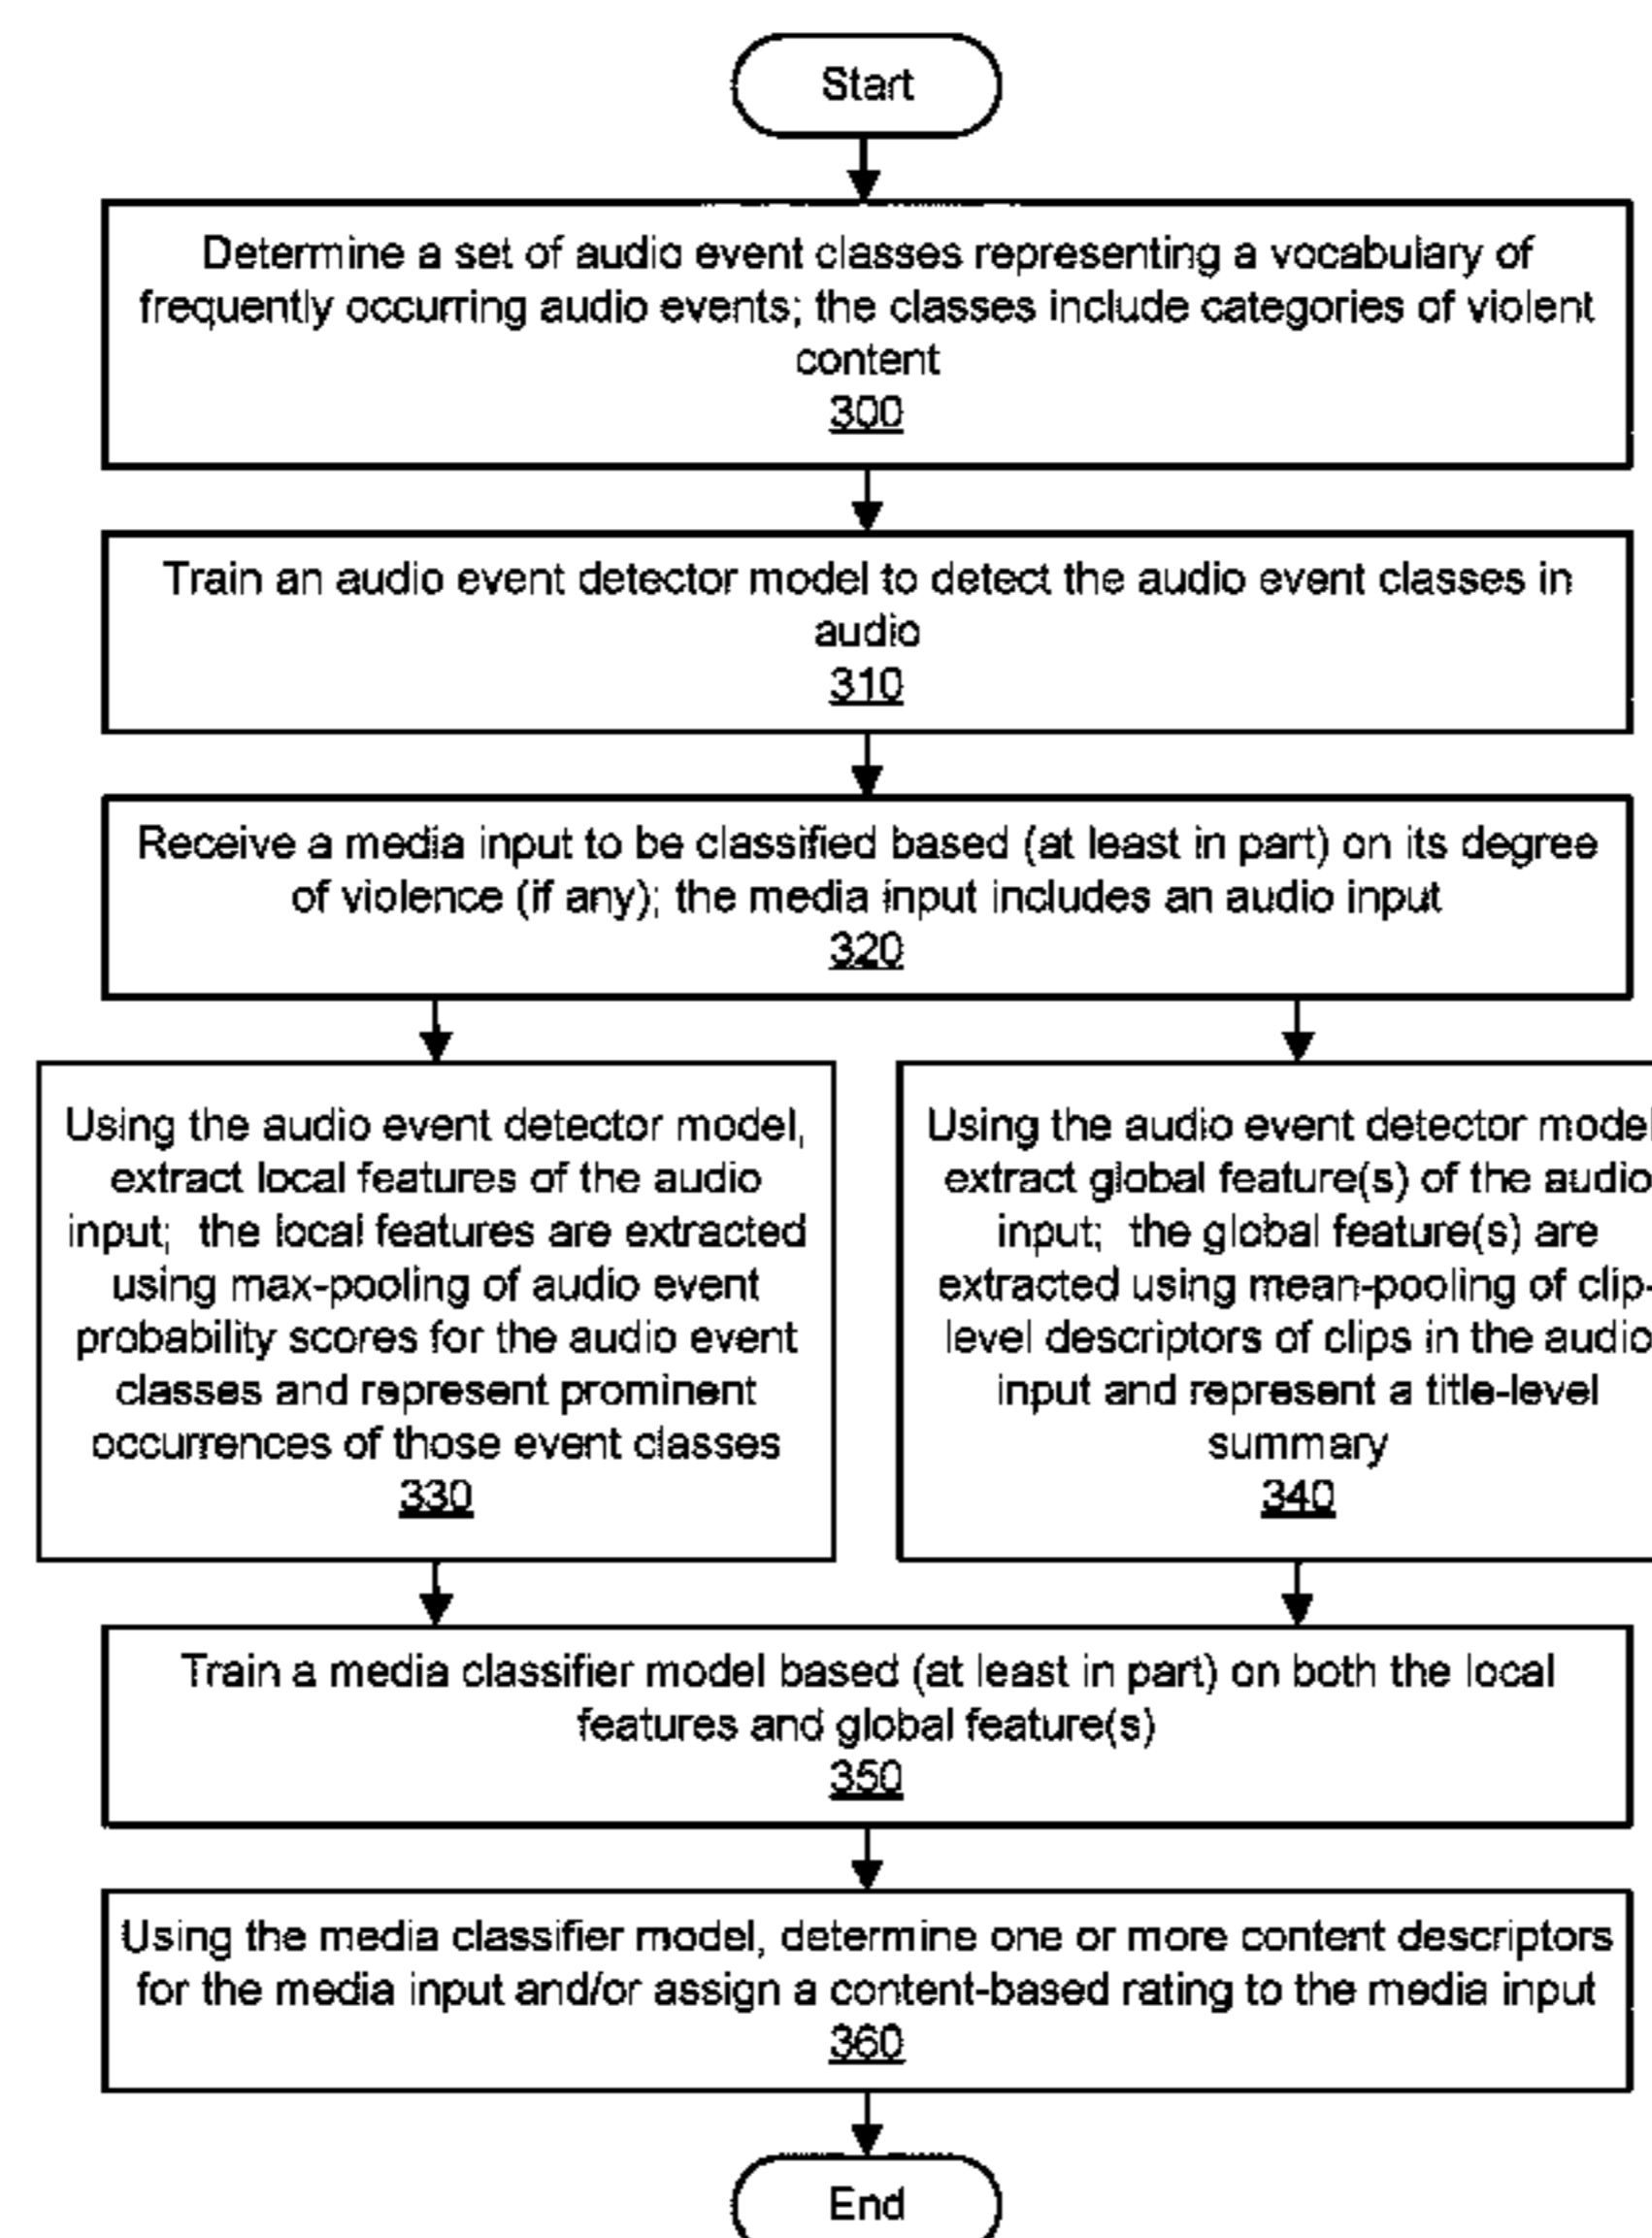 Start
Determine a set of audio event classes representing a vocabulary of
frequently occurring audio events; the classes include categories of violent
content
300
Train an audio event detector model to detect the audio event classes in
audio
310
Receive a media input to be classified based (at least in part) on its degree
of violence (if any); the media input includes an audio input
320
Using the audio event detector model,
extract local features of the audio
input; the local features are extracted
using max-pooling of audio event
probability scores for the audio event
classes and represent prominent
occurrences of those event classes
330
Using the audio event detector model
extract global feature(s) of the audio
input; the global feature(s) are
extracted using mean-pooling of clip-
level descriptors of clips in the audio
input and represent a title-level
summary
340
Train a media classifier model based (at least in part) on both the local
features and global feature(s)
350
Using the media classifier model, determine one or more content descriptors
for the media input and/or assign a content-based rating to the media input
360
End